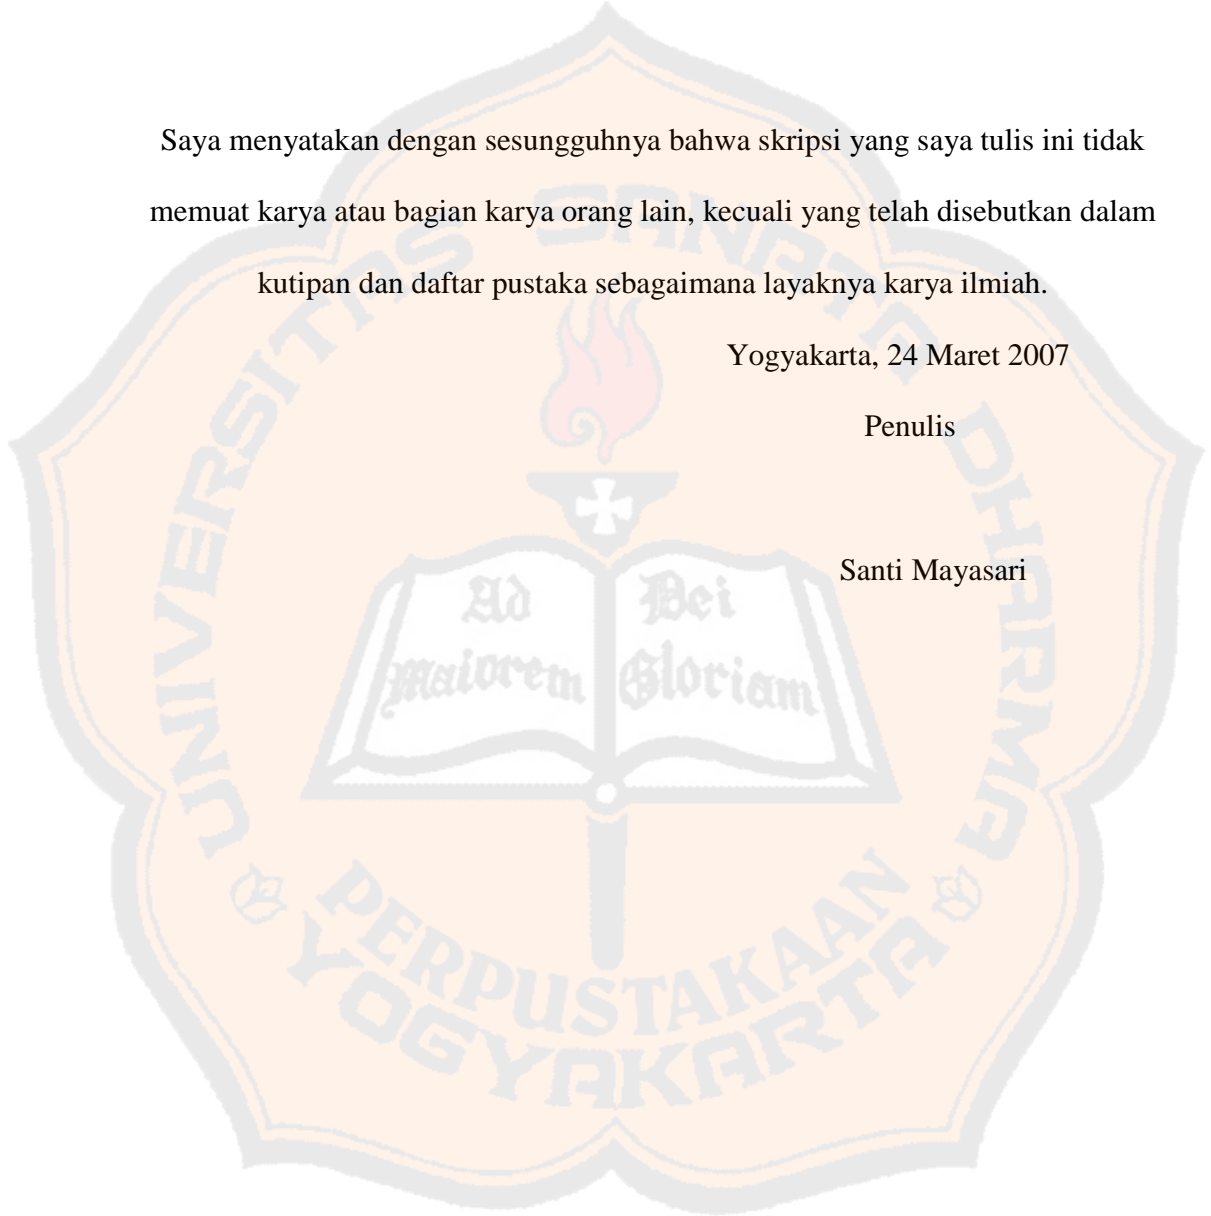 Saya menyatakan dengan sesungguhnya bahwa skripsi yang saya tulis ini tidak
memuat karya atau bagian karya orang lain, kecuali yang telah disebutkan dalam
kutipan dan daftar pustaka sebagaimana layaknya karya ilmiah.
Yogyakarta, 24 Maret 2007
Penulis
Santi Mayasari
UNIVERSITAS SANATA DHARMA
Ad Dei
maiorem Gloriam
PERPUSTAKAAN
YOGYAKARTA